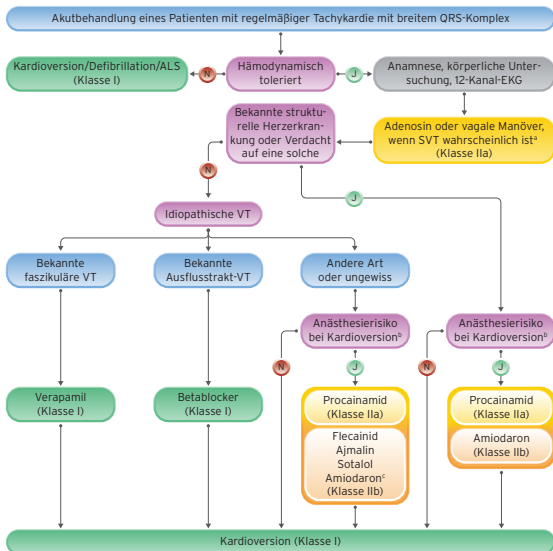 Akutbehandlung eines Patienten mit regelmäßiger Tachykardie mit breitem QRS-Komplex
Kardioversion/Defibrillation/ALS
(Klasse I)
N
Hämodynamisch
toleriert
J
Anamnese, körperliche Unter-
suchung, 12-Kanal-EKG
Bekannte struktu-
relle Herzerkran-
kung oder Verdacht
auf eine solche
Adenosin oder vagale Manöver,
wenn SVT wahrscheinlich istᵃ
(Klasse IIa)
N
J
Idiopathische VT
Bekannte
faszikuläre VT
Bekannte
Ausflusstrakt-VT
Andere Art
oder ungewiss
Anästhesierisiko
bei Kardioversionᵇ
Anästhesierisiko
bei Kardioversionᵇ
N
J
N
J
Verapamil
(Klasse I)
Betablocker
(Klasse I)
Procainamid
(Klasse IIa)
Flecainid
Ajmalin
Sotalol
Amiodaronᶜ
(Klasse IIb)
Procainamid
(Klasse IIa)
Amiodaron
(Klasse IIb)
Kardioversion (Klasse I)